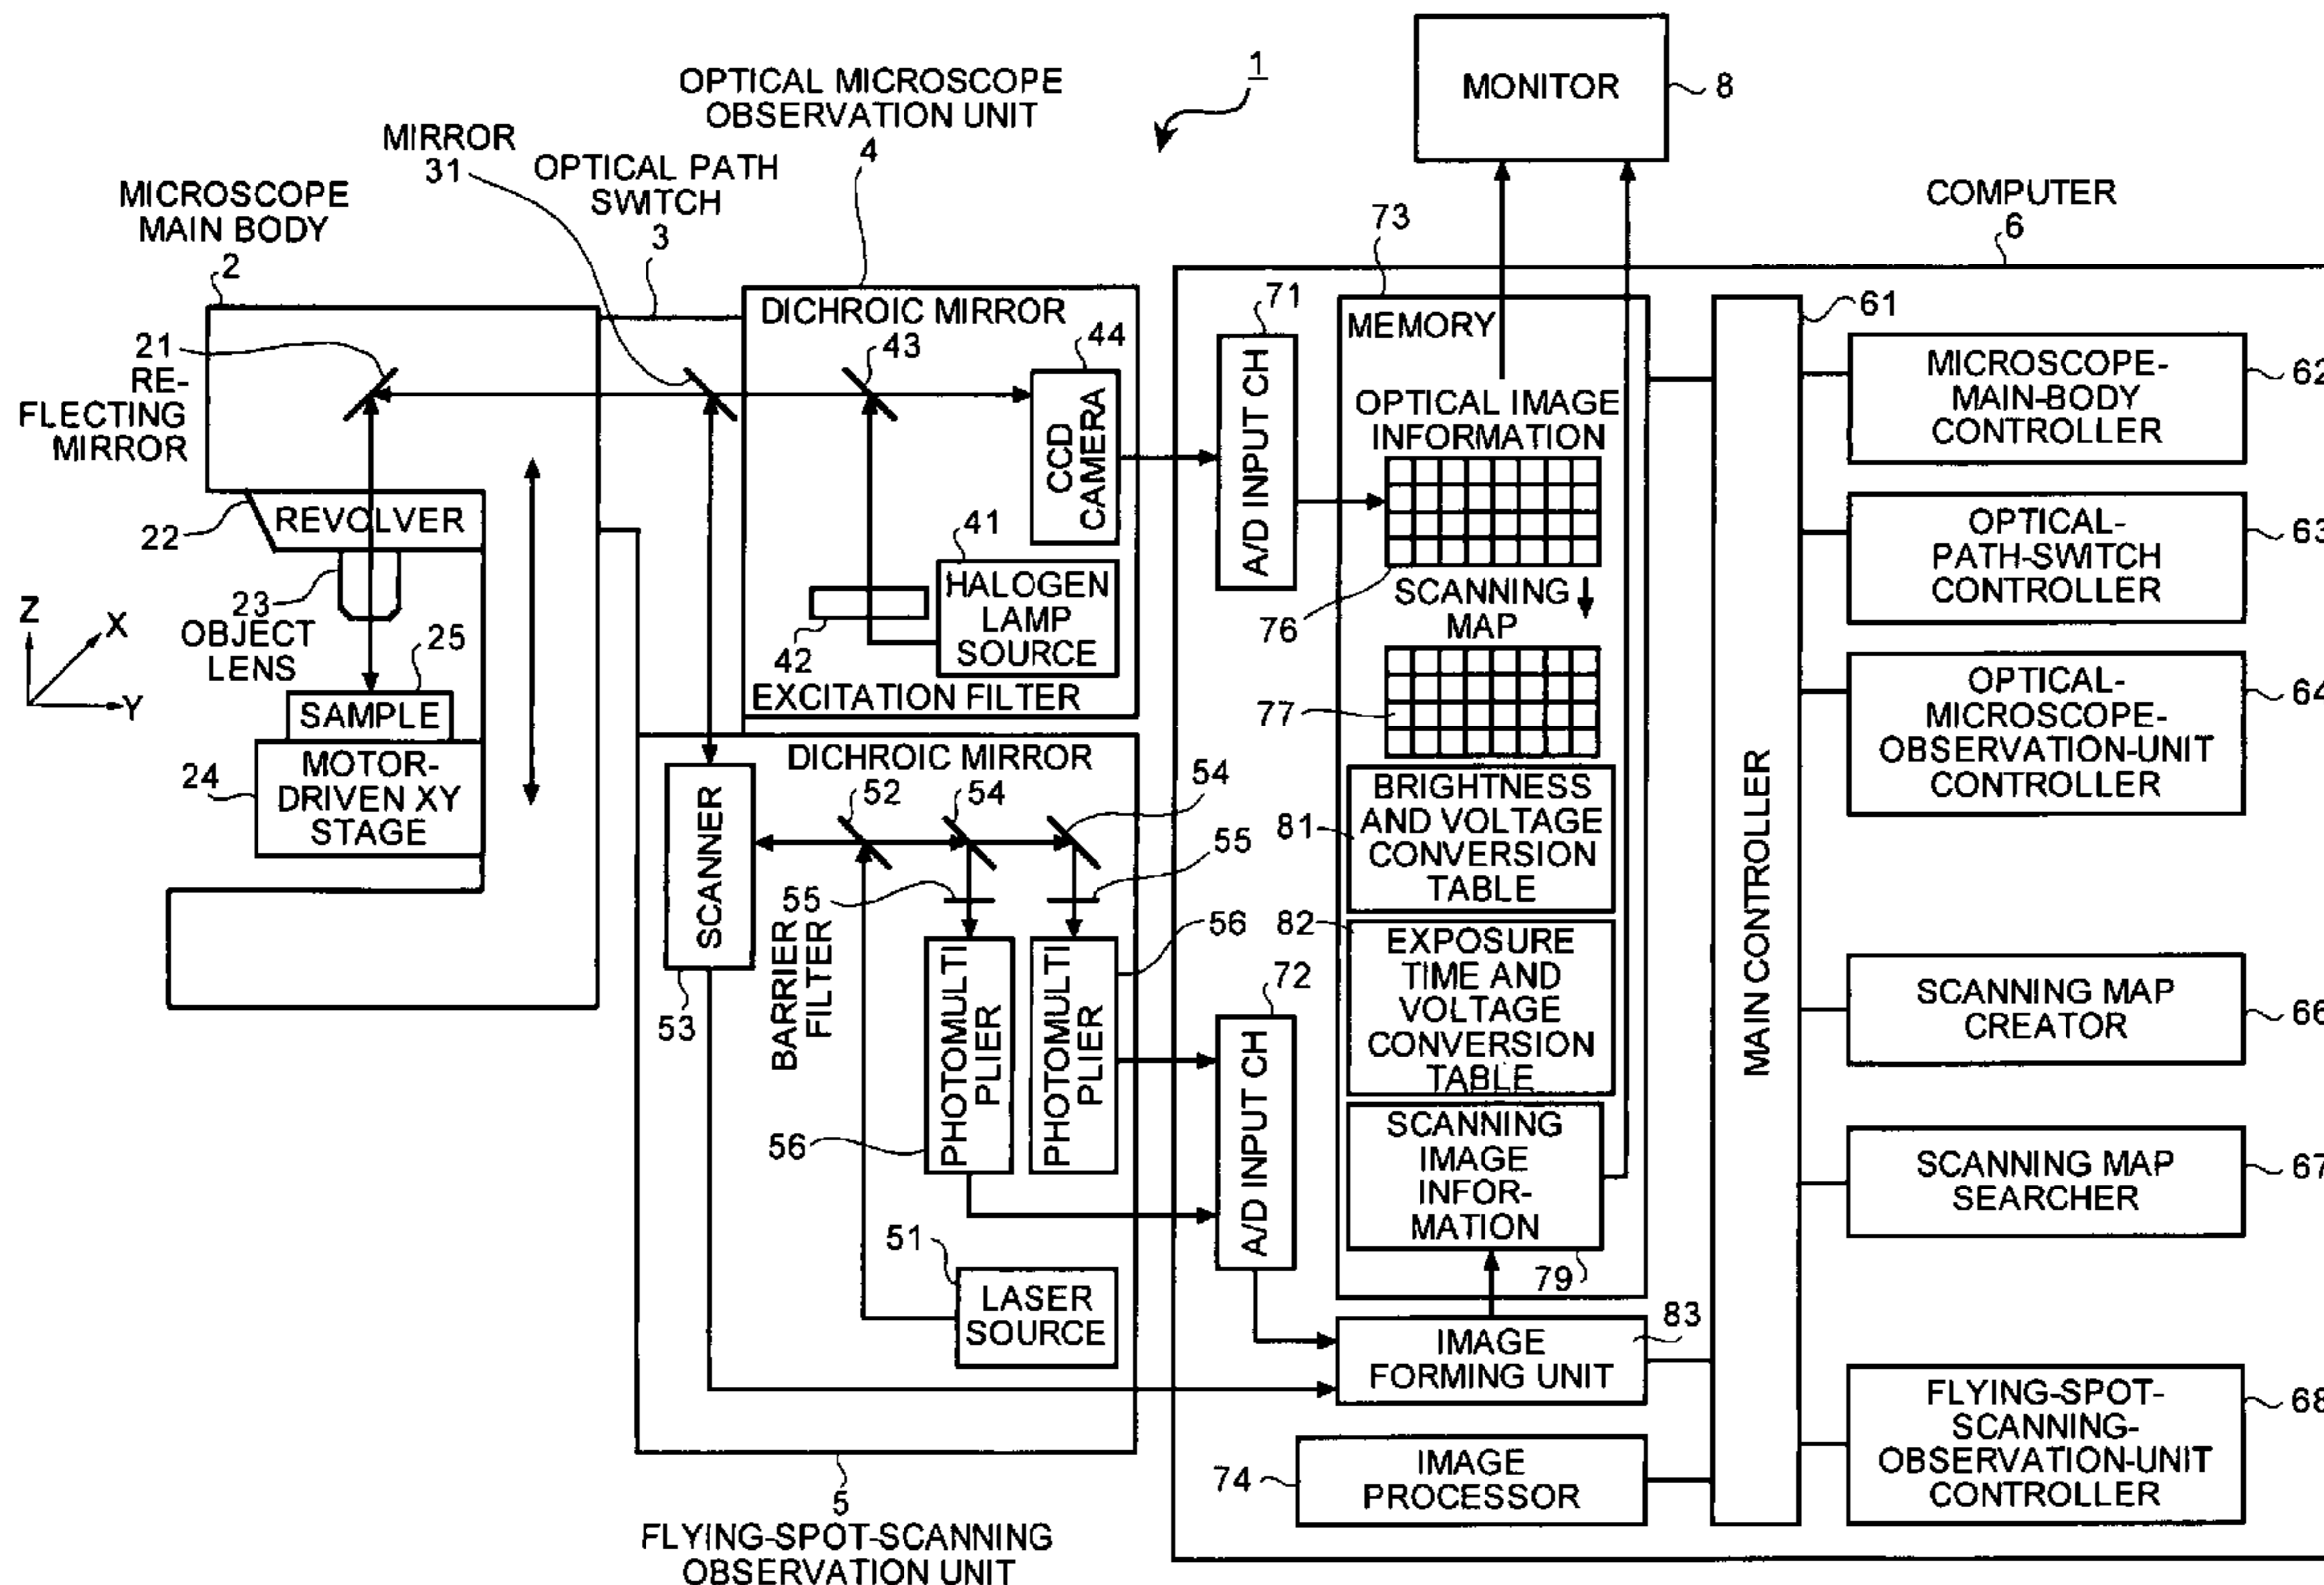 1
MONITOR
8
OPTICAL MICROSCOPE
OBSERVATION UNIT
4
MIRROR
31
OPTICAL PATH
SWITCH
3
MICROSCOPE
MAIN BODY
2
COMPUTER
6
21
RE-
FLECTING
MIRROR
22
REVOLVER
23
OBJECT
LENS
25
SAMPLE
24
MOTOR-
DRIVEN XY
STAGE
Z
X
Y
DICHROIC MIRROR
43
44
CCD
CAMERA
41
HALOGEN
LAMP
SOURCE
42
EXCITATION FILTER
DICHROIC MIRROR
52
54
54
SCANNER
53
55
55
BARRIER
FILTER
PHOTOMULTI
PLIER
56
PHOTOMULTI
PLIER
56
51
LASER
SOURCE
5
FLYING-SPOT-SCANNING
OBSERVATION UNIT
71
A/D INPUT CH
72
A/D INPUT CH
73
MEMORY
OPTICAL IMAGE
INFORMATION
76
SCANNING
MAP
77
81
BRIGHTNESS
AND VOLTAGE
CONVERSION
TABLE
82
EXPOSURE
TIME AND
VOLTAGE
CONVERSION
TABLE
SCANNING
IMAGE
INFOR-
MATION
79
IMAGE
FORMING UNIT
83
74
IMAGE
PROCESSOR
61
MAIN CONTROLLER
MICROSCOPE-
MAIN-BODY
CONTROLLER
62
OPTICAL-
PATH-SWITCH
CONTROLLER
63
OPTICAL-
MICROSCOPE-
OBSERVATION-UNIT
CONTROLLER
64
SCANNING MAP
CREATOR
66
SCANNING MAP
SEARCHER
67
FLYING-SPOT-
SCANNING-
OBSERVATION-UNIT
CONTROLLER
68